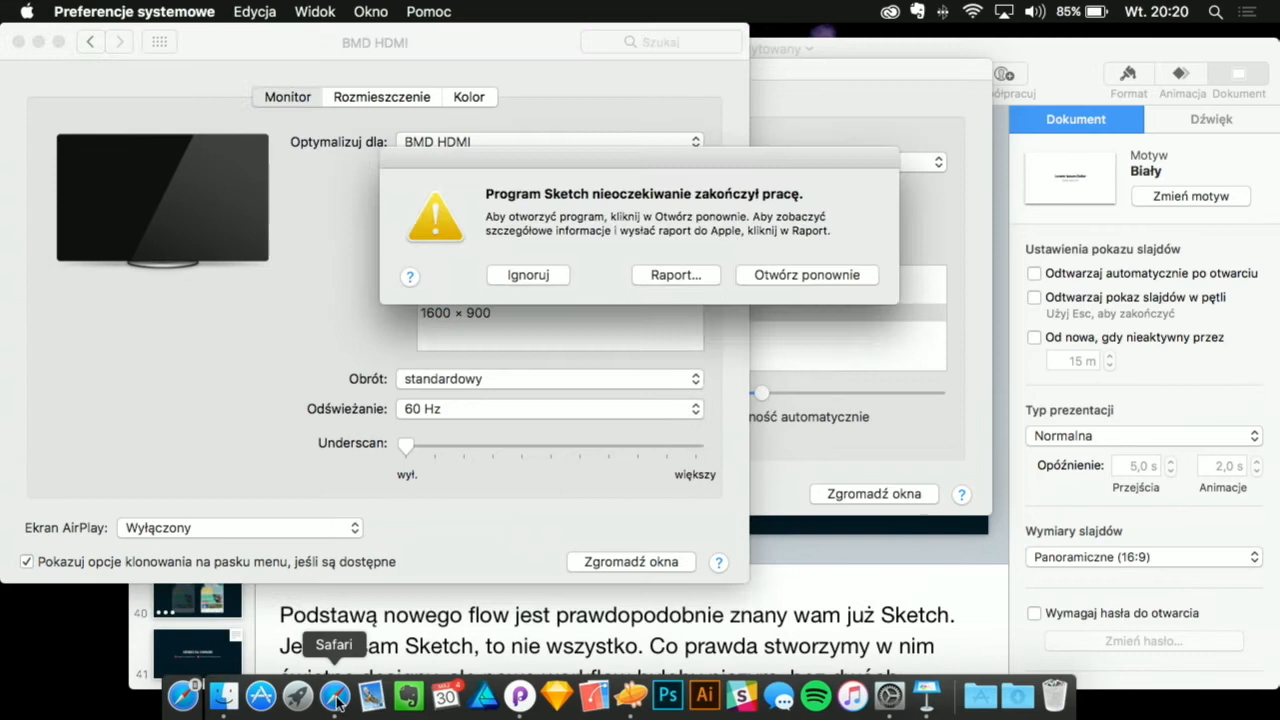 Preferencje systemowe Edycja Widok Okno Pomoc
85% Wt. 20:20
BMD HDMI
Szukaj
Monitor Rozmieszczenie Kolor
Optymalizuj dla: BMD HDMI
Program Sketch nieoczekiwanie zakończył pracę.
Aby otworzyć program, kliknij w Otwórz ponownie. Aby zobaczyć
szczegółowe informacje i wysłać raport do Apple, kliknij w Raport.
? Ignoruj Raport... Otwórz ponownie
1600 × 900
Obrót: standardowy
Odświeżanie: 60 Hz
Underscan:
wył. większy
Ekran AirPlay: Wyłączony
Pokazuj opcje klonowania na pasku menu, jeśli są dostępne
Zgromadź okna ?
ytowany
ność automatycznie
Zgromadź okna ?
ółpracuj Format Animacja Dokument
Dokument Dźwięk
Motyw
Biały
Zmień motyw
Ustawienia pokazu slajdów
Odtwarzaj automatycznie po otwarciu
Odtwarzaj pokaz slajdów w pętli
Użyj Esc, aby zakończyć
Od nowa, gdy nieaktywny przez
15 m
Typ prezentacji
Normalna
Opóźnienie: 5,0 s 2,0 s
Przejścia Animacje
Wymiary slajdów
Panoramiczne (16:9)
Wymagaj hasła do otwarcia
Zmień hasło...
40
41
Podstawą nowego flow jest prawdopodobnie znany wam już Sketch.
Je am Sketch, to nie wszystko. Co prawda stworzymy w nim
Safari
30
Ps Ai